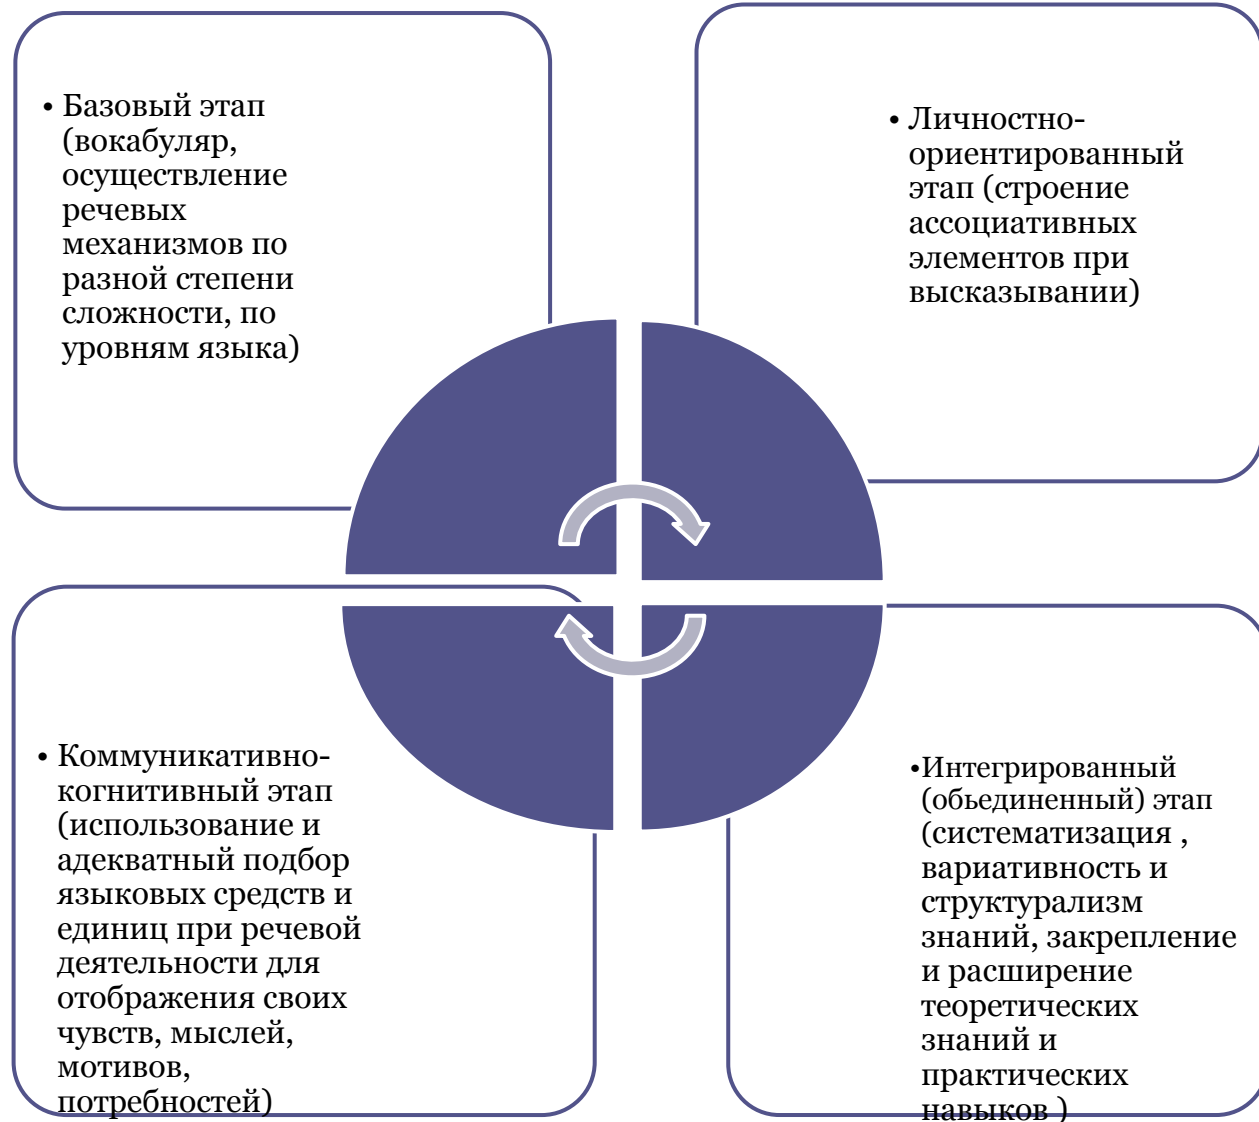 • Базовый этап
(вокабуляр,
осуществление
речевых
механизмов по
разной степени
сложности, по
уровням языка)
• Личностно-
ориентированный
этап (строение
ассоциативных
элементов при
высказывании)
• Коммуникативно-
когнитивный этап
(использование и
адекватный подбор
языковых средств и
единиц при речевой
деятельности для
отображения своих
чувств, мыслей,
мотивов,
потребностей)
•Интегрированный
(обьединенный) этап
(систематизация ,
вариативность и
структурализм
знаний, закрепление
и расширение
теоретических
знаний и
практических
навыков )